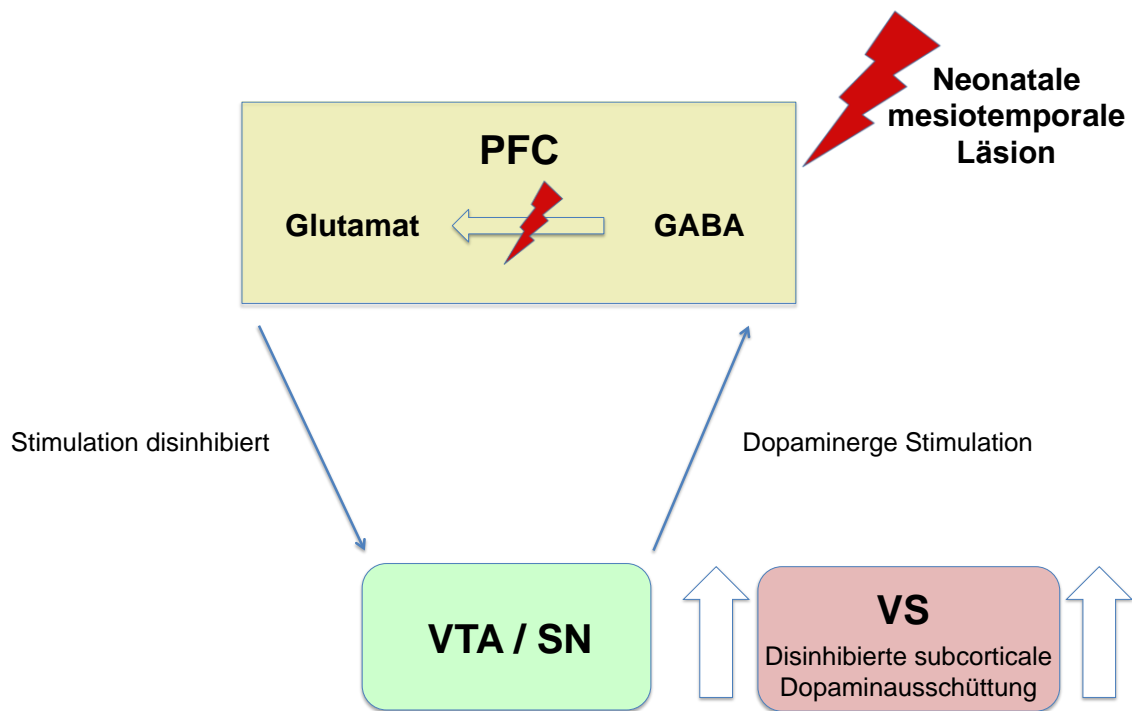 Neonatale
mesiotemporale
Läsion
PFC
Glutamat
GABA
Stimulation disinhibiert
Dopaminerge Stimulation
VTA / SN
VS
Disinhibierte subcorticale
Dopaminausschüttung